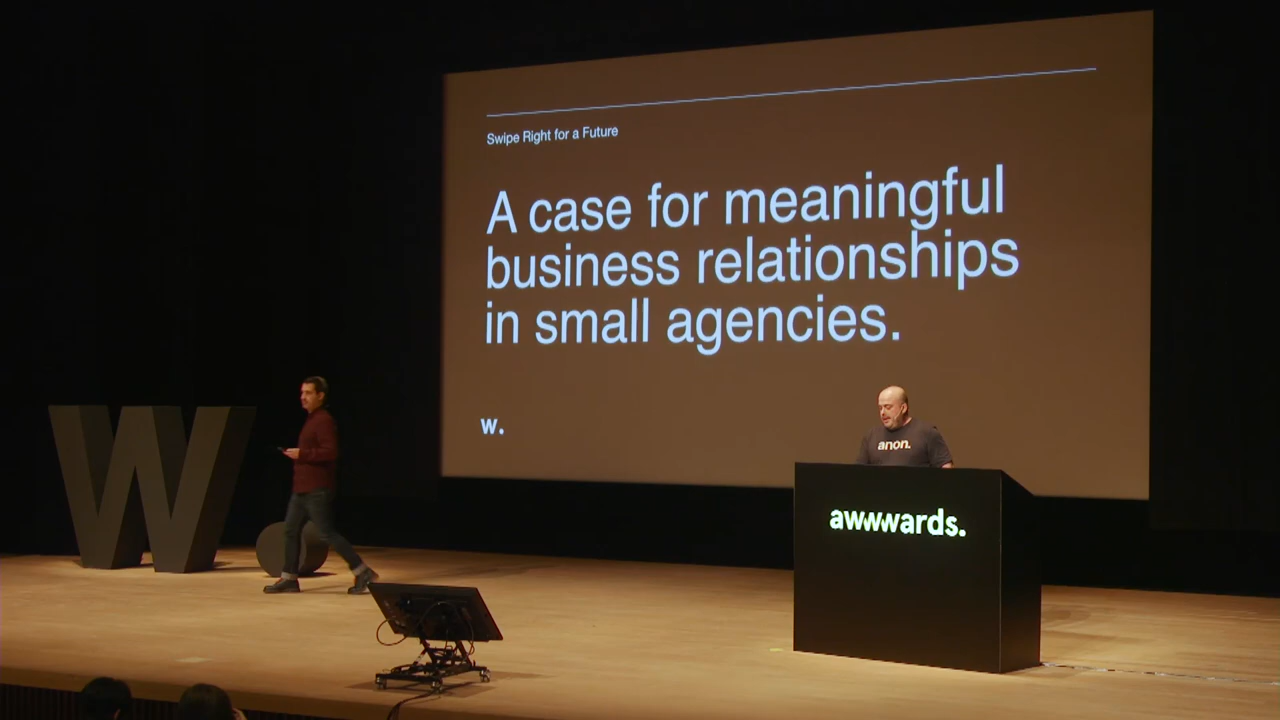 Swipe Right for a Future
A case for meaningful
business relationships
in small agencies.
w.
W.
anon.
awwwards.